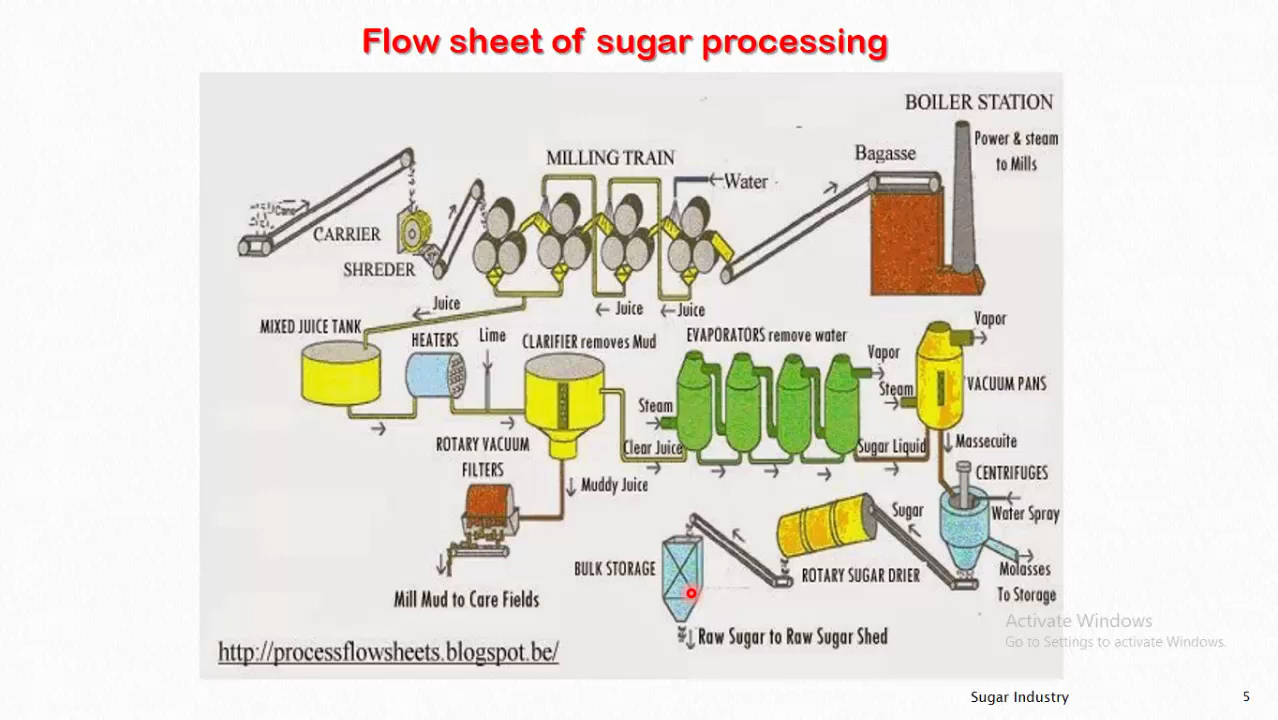 Flow sheet of sugar processing
BOILER STATION
Power & steam
to Mills
MILLING TRAIN
Bagasse
Water
Cane
CARRIER
SHREDER
Juice
Juice
Juice
MIXED JUICE TANK
HEATERS
Lime
CLARIFIER removes Mud
EVAPORATORS remove water
Vapor
Vapor
Steam
VACUUM PANS
Steam
Clear Juice
Sugar Liquid
Massecuite
ROTARY VACUUM
FILTERS
Muddy Juice
CENTRIFUGES
Water Spray
Sugar
Molasses
To Storage
BULK STORAGE
ROTARY SUGAR DRIER
Mill Mud to Care Fields
Raw Sugar to Raw Sugar Shed
http://processflowsheets.blogspot.be/
Activate Windows
Go to Settings to activate Windows.
Sugar Industry
5